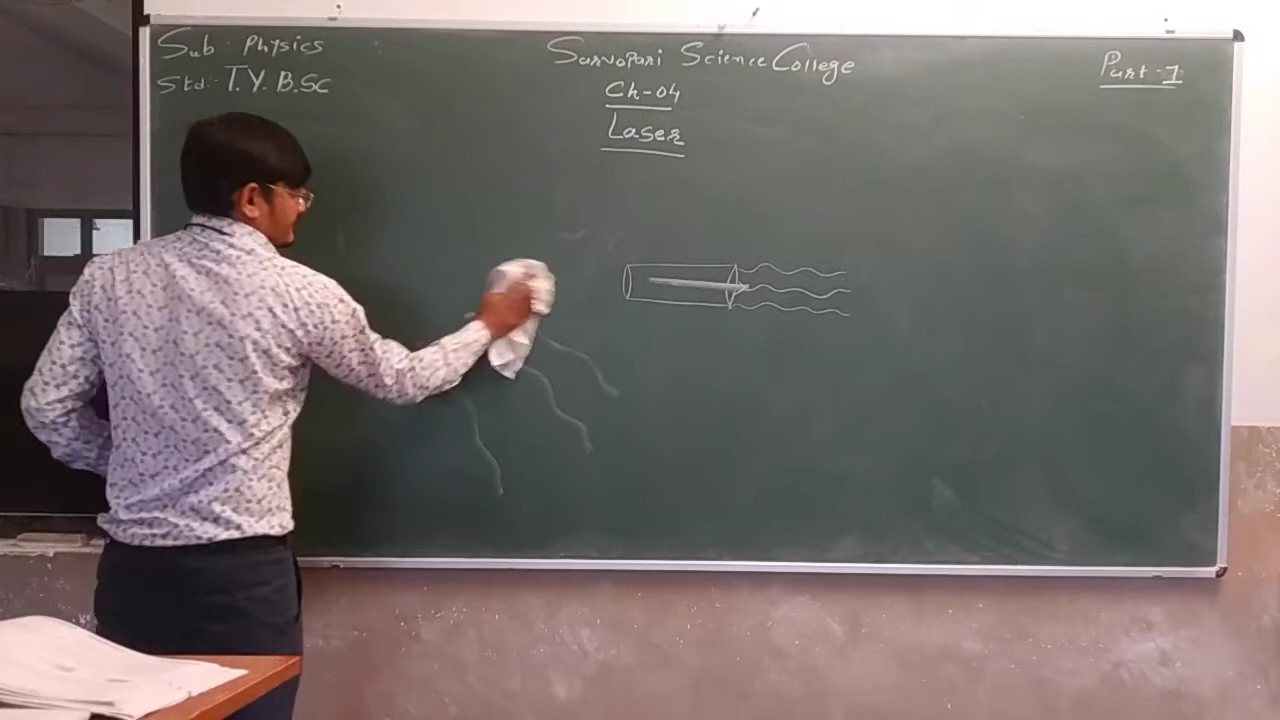 Sub: Physics
Std: T.Y. B.Sc
Sarvopari Science College
Ch-04
Laser
Part-1